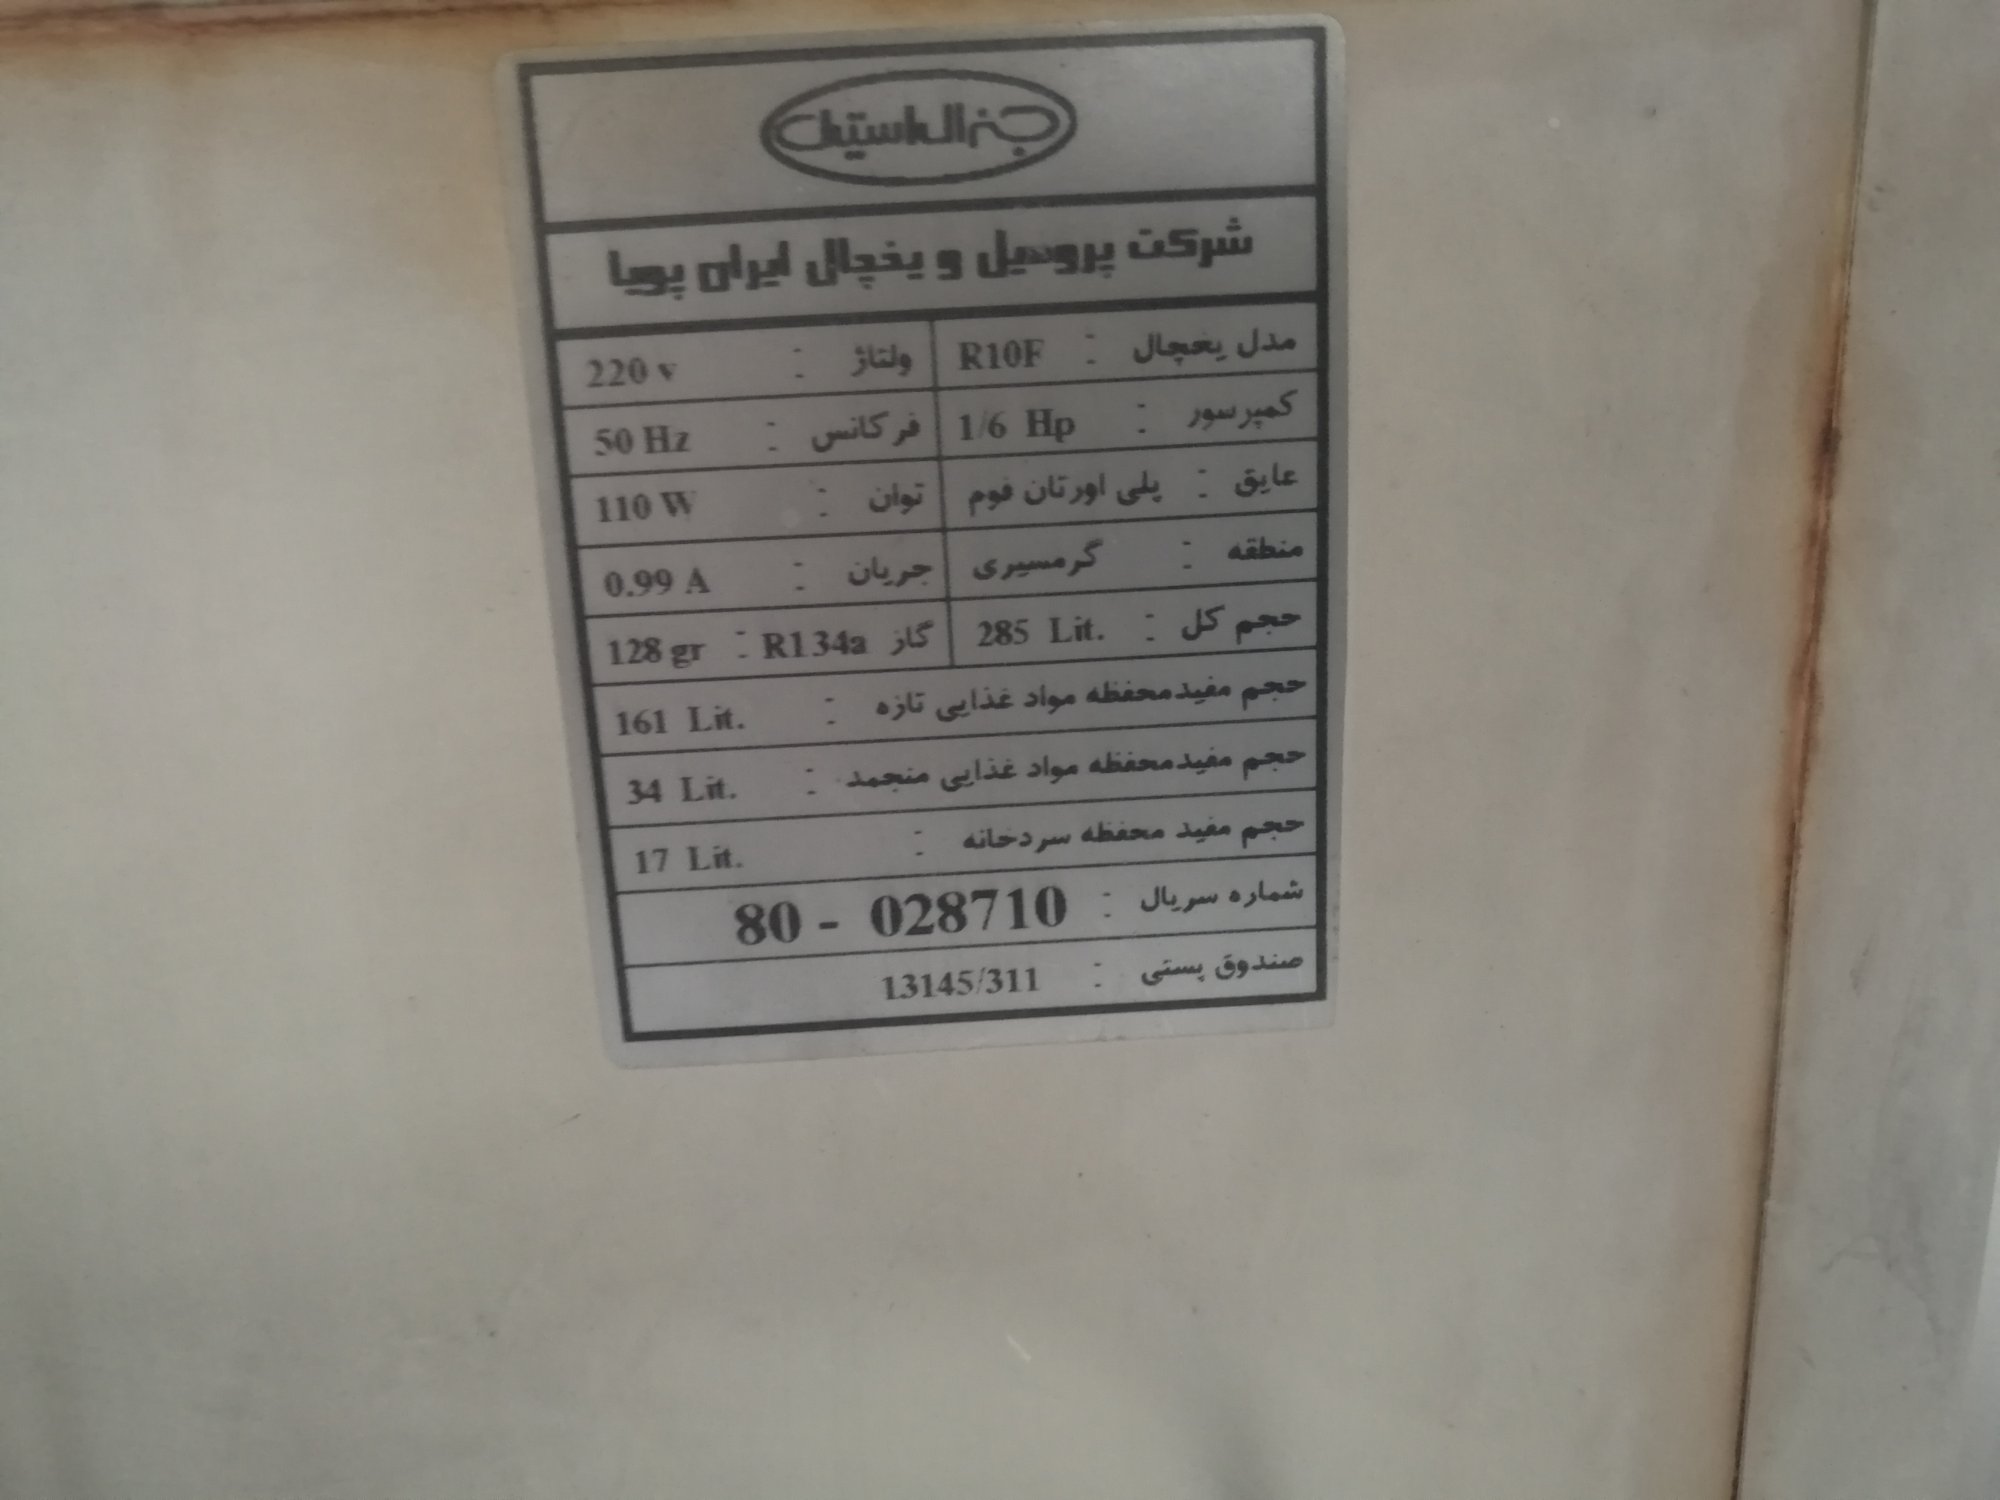 جنرال استیل
شرکت پروفیل و یخچال ایران پویا
مدل یخچال : R10F ولتاژ : 220 v
کمپرسور : 1/6 Hp فرکانس : 50 Hz
عایق : پلی اورتان فوم توان : 110 W
منطقه : گرمسیری جریان : 0.99 A
حجم کل : 285 Lit. گاز R134a : 128 gr
حجم مفید محفظه مواد غذایی تازه : 161 Lit.
حجم مفید محفظه مواد غذایی منجمد : 34 Lit.
حجم مفید محفظه سردخانه : 17 Lit.
شماره سریال : 80 - 028710
صندوق پستی : 13145/311